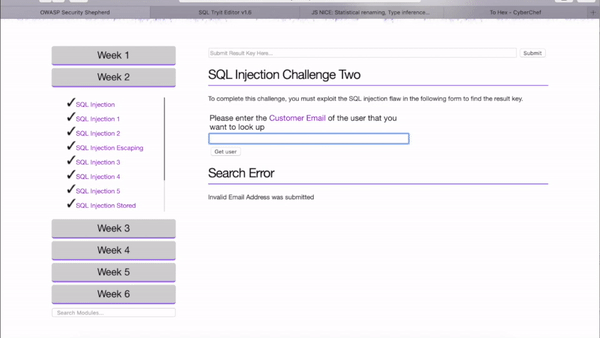 OWASP Security Shepherd
SQL Tryit Editor v1.6
JS NICE: Statistical renaming, Type inference...
To Hex - CyberChef
Week 1
Week 2
SQL Injection
SQL Injection 1
SQL Injection 2
SQL Injection Escaping
SQL Injection 3
SQL Injection 4
SQL Injection 5
SQL Injection Stored
Week 3
Week 4
Week 5
Week 6
Search Modules...
Submit Result Key Here...
Submit
SQL Injection Challenge Two
To complete this challenge, you must exploit the SQL injection flaw in the following form to find the result key.
Please enter the Customer Email of the user that you
want to look up
Get user
Search Error
Invalid Email Address was submitted